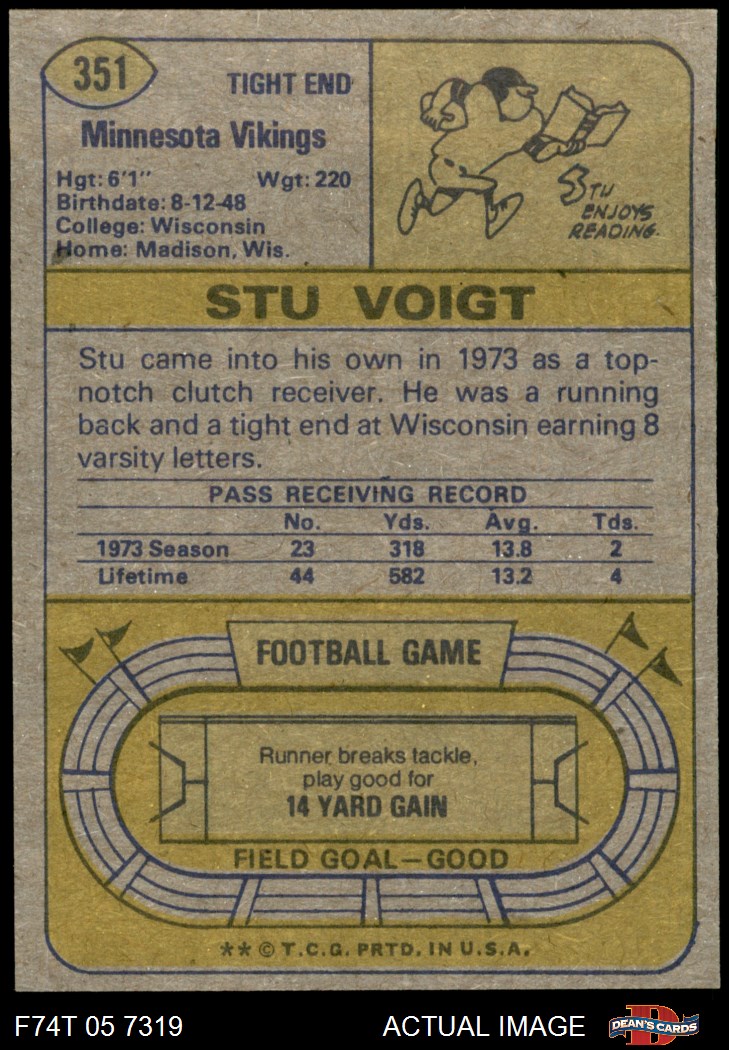 351
TIGHT END
Minnesota Vikings
Hgt: 6'1" Wgt: 220
Birthdate: 8-12-48
College: Wisconsin
Home: Madison, Wis.
STU
ENJOYS
READING.
STU VOIGT
Stu came into his own in 1973 as a top-
notch clutch receiver. He was a running
back and a tight end at Wisconsin earning 8
varsity letters.
PASS RECEIVING RECORD
No. Yds. Avg. Tds.
1973 Season 23 318 13.8 2
Lifetime 44 582 13.2 4
FOOTBALL GAME
Runner breaks tackle,
play good for
14 YARD GAIN
FIELD GOAL—GOOD
** © T.C.G. PRTD. IN U.S.A.
F74T 05 7319 ACTUAL IMAGE
D
DEAN'S CARDS